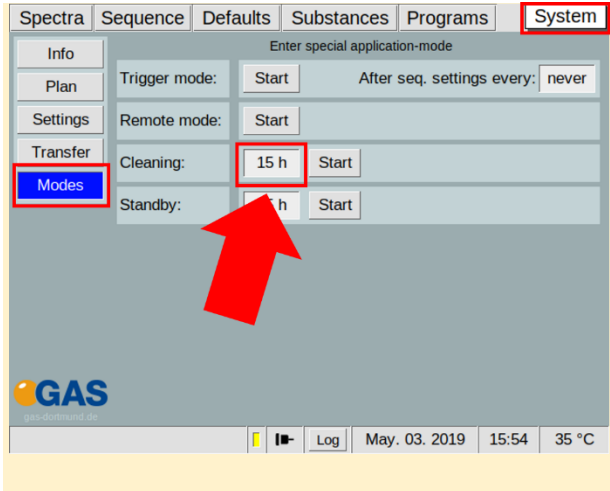 Spectra Sequence Defaults Substances Programs System
Info
Plan
Settings
Transfer
Modes
Enter special application-mode
Trigger mode: Start After seq. settings every: never
Remote mode: Start
Cleaning: 15 h Start
Standby: h Start
GAS
gas-dortmund.de
Log May. 03. 2019 15:54 35 °C